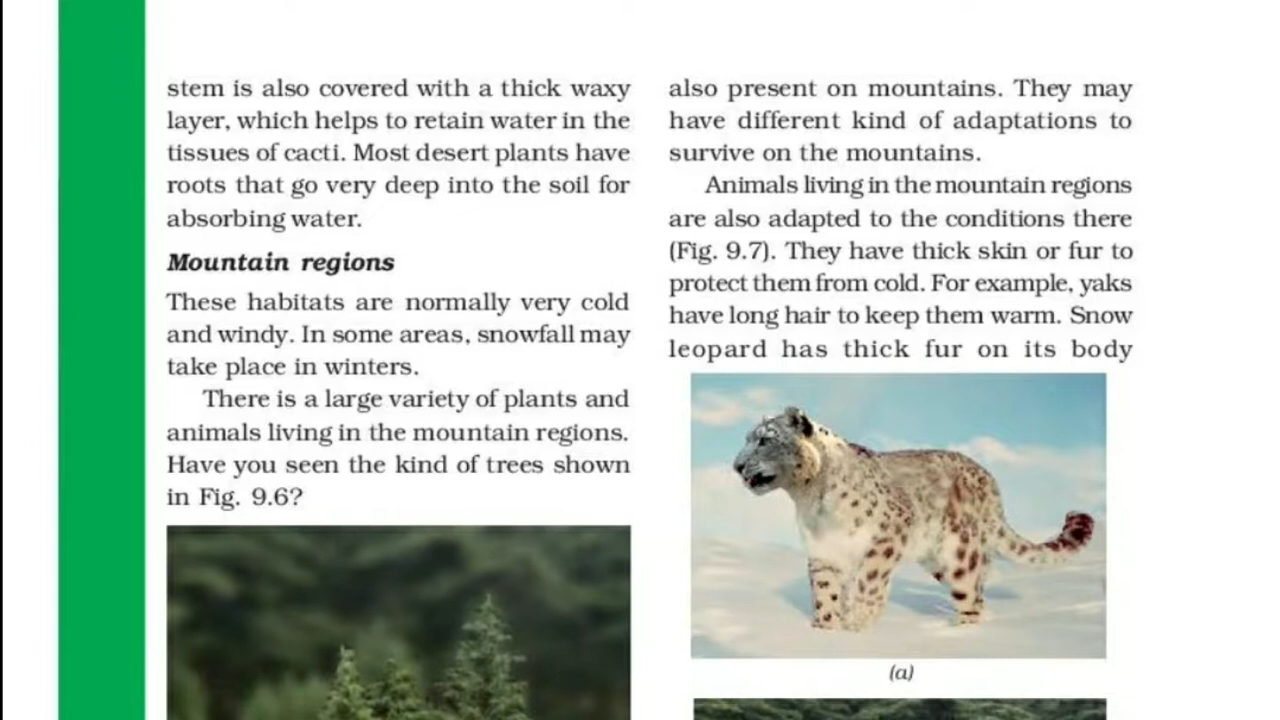 stem is also covered with a thick waxy
layer, which helps to retain water in the
tissues of cacti. Most desert plants have
roots that go very deep into the soil for
absorbing water.
Mountain regions
These habitats are normally very cold
and windy. In some areas, snowfall may
take place in winters.
There is a large variety of plants and
animals living in the mountain regions.
Have you seen the kind of trees shown
in Fig. 9.6?
also present on mountains. They may
have different kind of adaptations to
survive on the mountains.
Animals living in the mountain regions
are also adapted to the conditions there
(Fig. 9.7). They have thick skin or fur to
protect them from cold. For example, yaks
have long hair to keep them warm. Snow
leopard has thick fur on its body
(a)